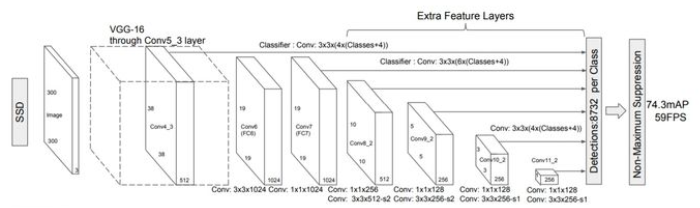 Extra Feature Layers
VGG-16
through Conv5_3 layer
Classifier : Conv: 3x3x(4x(Classes+4))
Classifier : Conv: 3x3x(6x(Classes+4))
SSD
300
Image
300
3
38
Conv4_3
38
512
19
Conv6
(FC6)
19
1024
19
Conv7
(FC7)
19
1024
10
Conv8_2
10
512
5
Conv9_2
5
256
Conv: 3x3x(4x(Classes+4))
3
Conv10_2
3
256
Conv11_2
1
256
Detections:8732 per Class
Non-Maximum Suppression
74.3mAP
59FPS
Conv: 3x3x1024
Conv: 1x1x1024
Conv: 1x1x256
Conv: 3x3x512-s2
Conv: 1x1x128
Conv: 3x3x256-s2
Conv: 1x1x128
Conv: 3x3x256-s1
Conv: 1x1x128
Conv: 3x3x256-s1